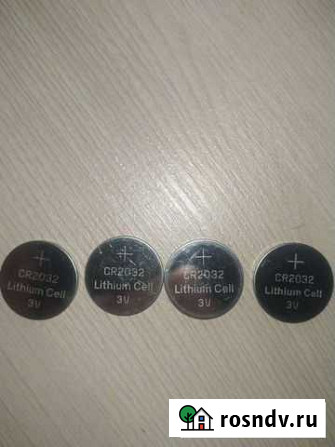 +
CR2032
Lithium Cell
3V
+
CR2032
Lithium Cell
3V
+
CR2032
Lithium Cell
3V
+
CR2032
Lithium Cell
3V
rosndv.ru